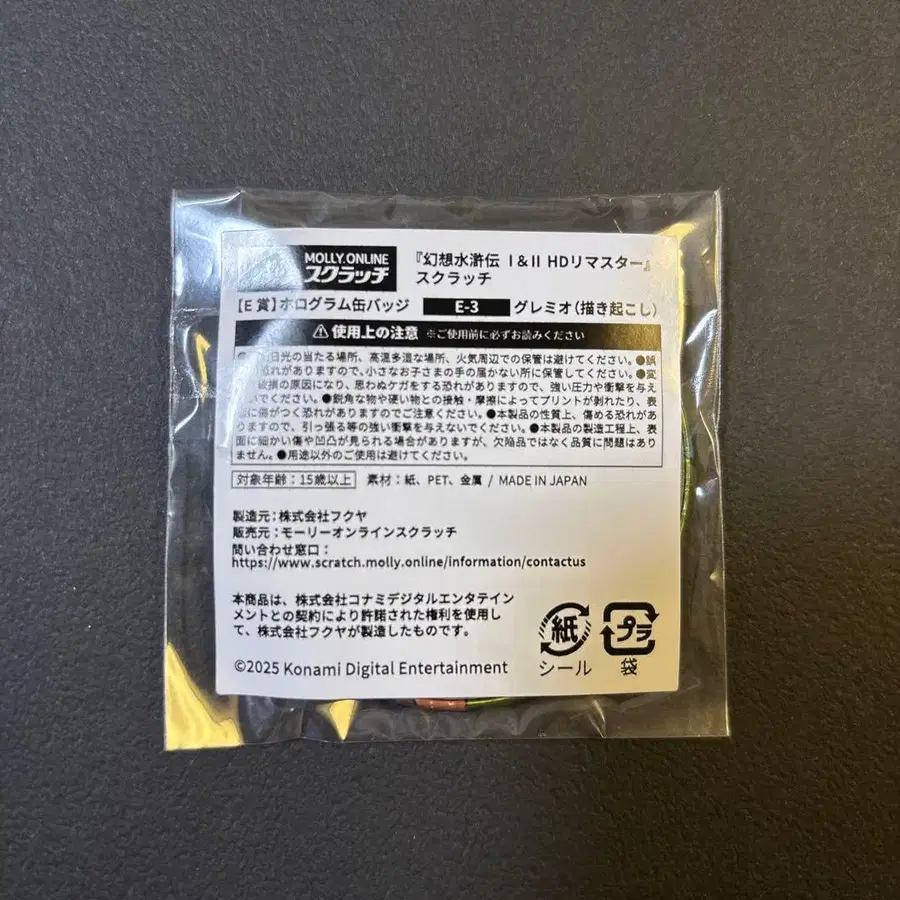 MOLLY.ONLINE
スクラッチ
『幻想水滸伝 I&II HDリマスター』
スクラッチ
【E 賞】ホログラム缶バッジ E-3 グレミオ(描き起こし)
⚠使用上の注意 ※ご使用前に必ずお読みください
日光の当たる場所、高温多湿な場所、火気周辺での保管は避けてください。●誤
恐れがありますので、小さなお子さまの手の届かない所に保管してください。●変
破損の原因になり、思わぬケガをする恐れがありますので、強い圧力や衝撃を与え
いでください。●鋭角な物や硬い物との接触・摩擦によってプリントが剥れたり、表
面に傷がつく恐れがありますのでご注意ください。●本製品の性質上、傷める恐れがあ
りますので、引っ張る等の強い衝撃を与えないでください。●本製品の製造工程上、表
面に細かい傷や凹凸が見られる場合がありますが、欠陥品ではなく品質に問題はあり
ません。●用途以外のご使用は避けてください。
対象年齢:15歳以上 素材:紙、PET、金属 / MADE IN JAPAN
製造元:株式会社フクヤ
販売元:モーリーオンラインスクラッチ
問い合わせ窓口:
https://www.scratch.molly.online/information/contactus
本商品は、株式会社コナミデジタルエンタテイン
メントとの契約により許諾された権利を使用し
て、株式会社フクヤが製造したものです。
©2025 Konami Digital Entertainment
紙
シール
プラ
袋